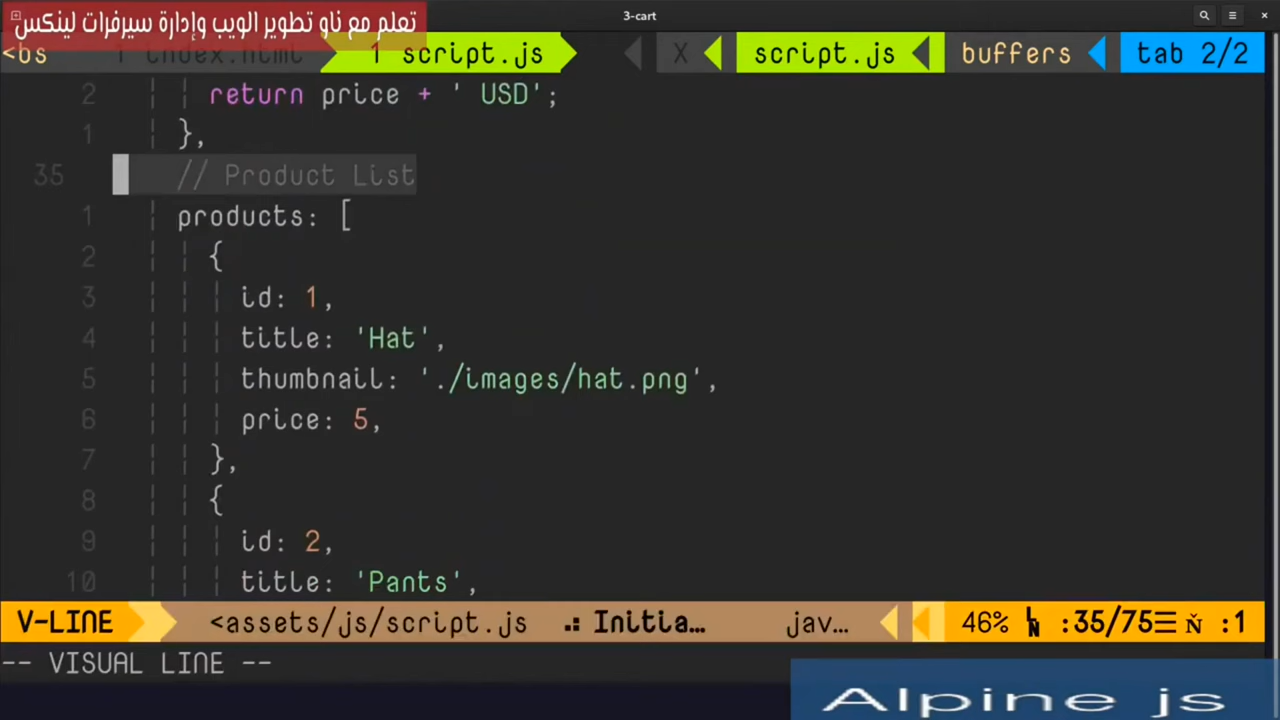 3-cart
تعلم مع ناو تطوير الويب وإدارة سيرفرات لينكس
<bs 1 index.html 1 script.js X script.js buffers tab 2/2
2 return price + ' USD';
1 },
35 // Product List
1 products: [
2 {
3 id: 1,
4 title: 'Hat',
5 thumbnail: './images/hat.png',
6 price: 5,
7 },
8 {
9 id: 2,
10 title: 'Pants',
V-LINE <assets/js/script.js Initia… jav… 46% :35/75☰ :1
-- VISUAL LINE --
Alpine js